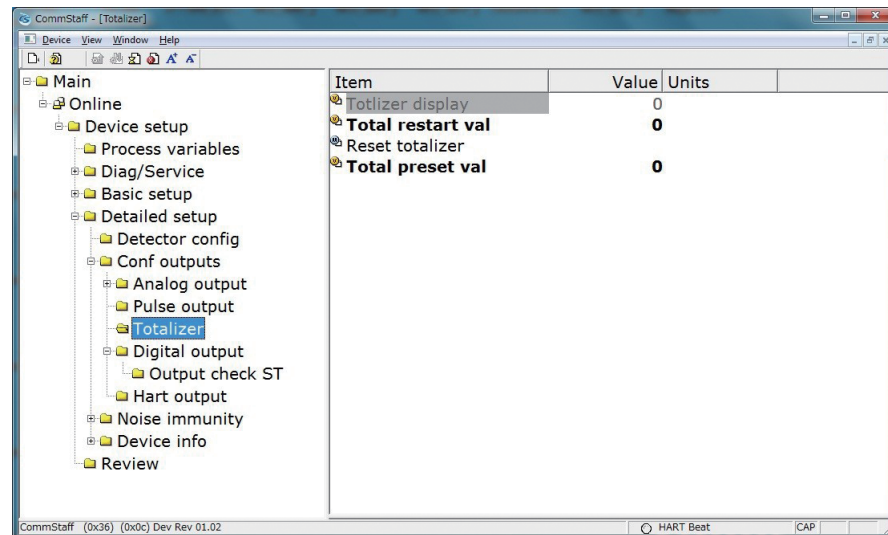 CommStaff - [Totalizer]
Device View Window Help
Main
Online
Device setup
Process variables
Diag/Service
Basic setup
Detailed setup
Detector config
Conf outputs
Analog output
Pulse output
Totalizer
Digital output
Output check ST
Hart output
Noise immunity
Device info
Review
Item Value Units
Totlizer display 0
Total restart val 0
Reset totalizer
Total preset val 0
CommStaff (0x36) (0x0c) Dev Rev 01.02 HART Beat CAP